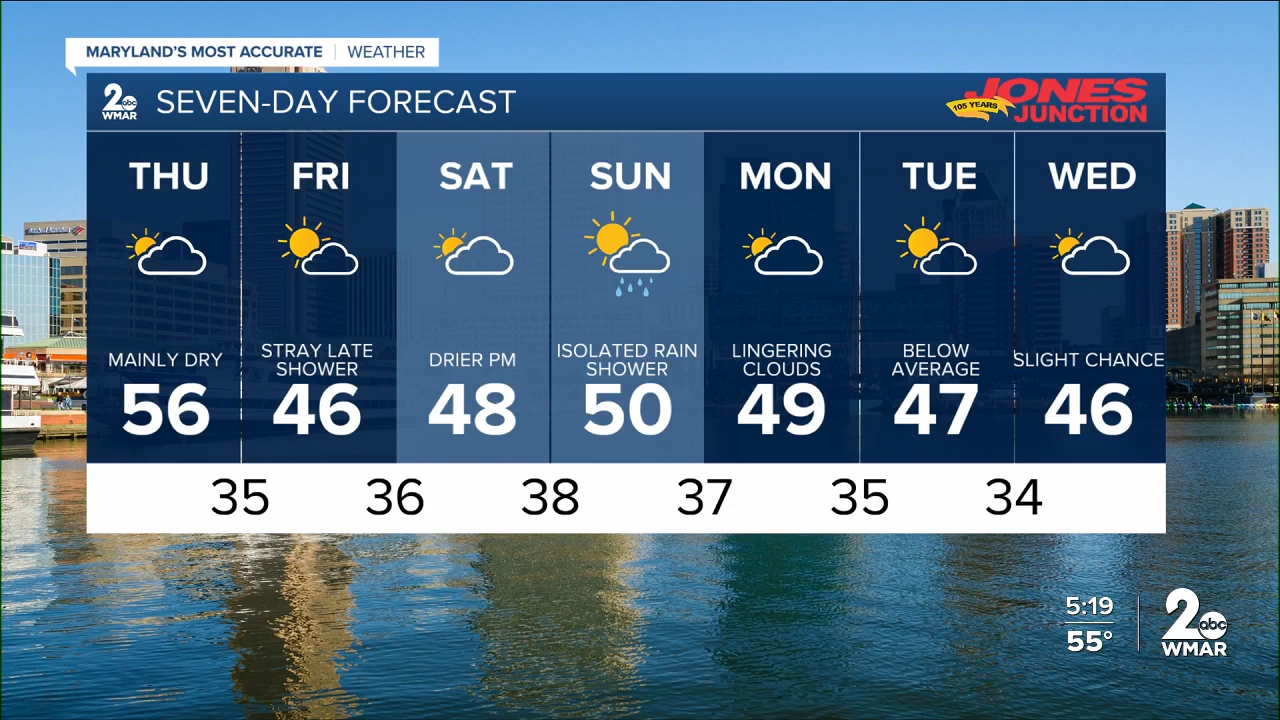 MARYLAND'S MOST ACCURATE | WEATHER
2 abc WMAR
SEVEN-DAY FORECAST
105 YEARS
JONES
JUNCTION
THU FRI SAT SUN MON TUE WED
MAINLY DRY
STRAY LATE
SHOWER
DRIER PM
ISOLATED RAIN
SHOWER
LINGERING
CLOUDS
BELOW
AVERAGE
SLIGHT CHANCE
56 46 48 50 49 47 46
35 36 38 37 35 34
5:19
55°
2 abc
WMAR